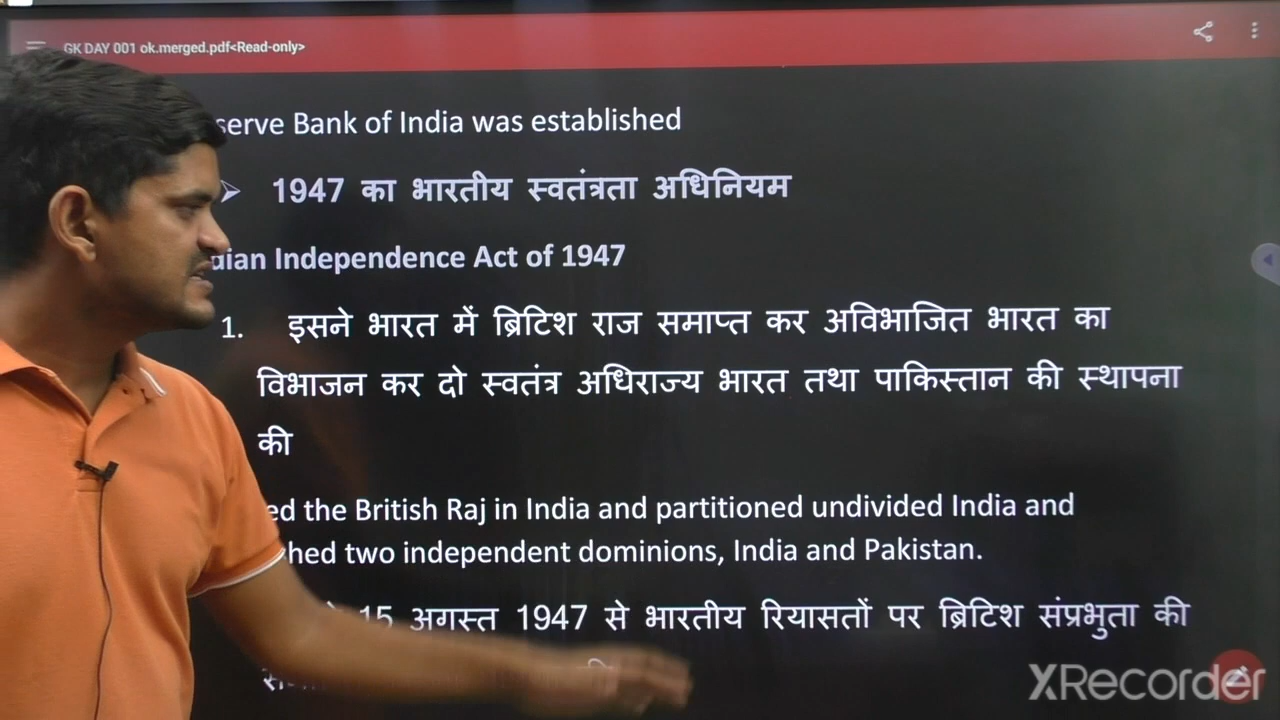 GK DAY 001 ok.merged.pdf<Read-only>
serve Bank of India was established
➢ 1947 का भारतीय स्वतंत्रता अधिनियम
dian Independence Act of 1947
1. इसने भारत में ब्रिटिश राज समाप्त कर अविभाजित भारत का
विभाजन कर दो स्वतंत्र अधिराज्य भारत तथा पाकिस्तान की स्थापना
की
ed the British Raj in India and partitioned undivided India and
hed two independent dominions, India and Pakistan.
15 अगस्त 1947 से भारतीय रियासतों पर ब्रिटिश संप्रभुता की
XRecorder